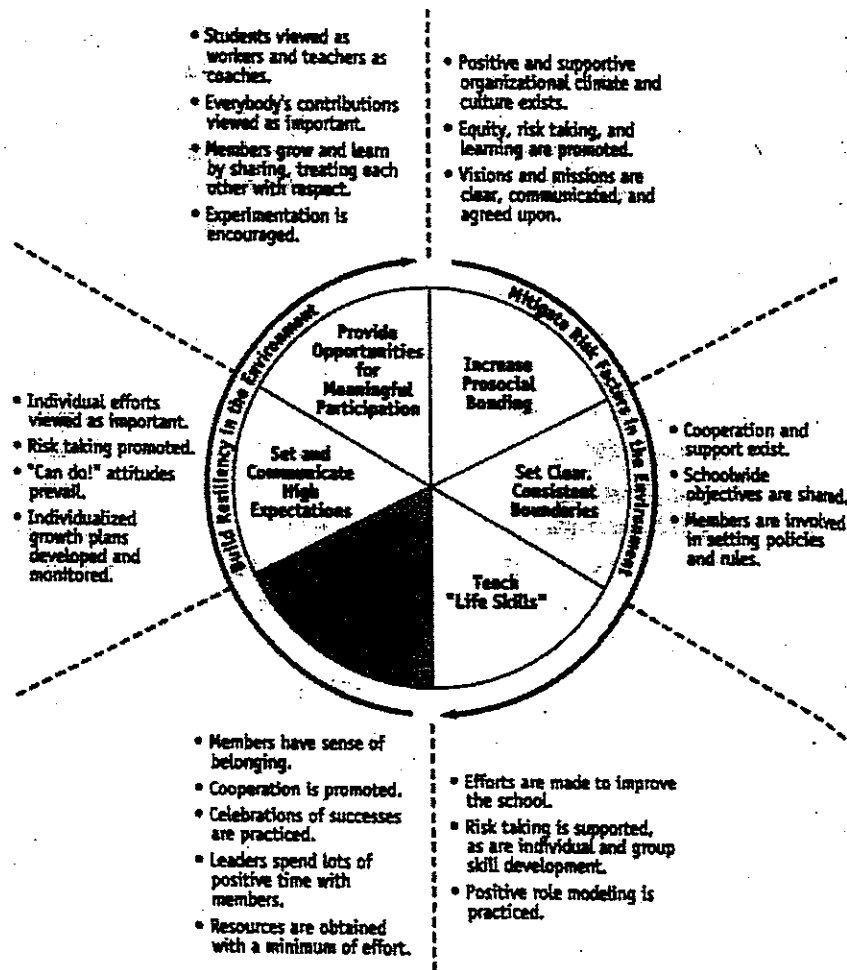 • Students viewed as
workers and teachers as
coaches.
• Everybody's contributions
viewed as important.
• Members grow and learn
by sharing, treating each
other with respect.
• Experimentation is
encouraged.
• Positive and supportive
organizational climate and
culture exists.
• Equity, risk taking, and
learning are promoted.
• Visions and missions are
clear, communicated, and
agreed upon.
Build Resiliency in the Environment
Mitigate Risk Factors in the Environment
Provide
Opportunities
for
Meaningful
Participation
Increase
Prosocial
Bonding
Set and
Communicate
High
Expectations
Set Clear,
Consistent
Boundaries
Teach
"Life Skills"
• Individual efforts
viewed as important.
• Risk taking promoted.
• "Can do!" attitudes
prevail.
• Individualized
growth plans
developed and
monitored.
• Cooperation and
support exist.
• Schoolwide
objectives are shared.
• Members are involved
in setting policies
and rules.
• Members have sense of
belonging.
• Cooperation is promoted.
• Celebrations of successes
are practiced.
• Leaders spend lots of
positive time with
members.
• Resources are obtained
with a minimum of effort.
• Efforts are made to improve
the school.
• Risk taking is supported,
as are individual and group
skill development.
• Positive role modeling is
practiced.